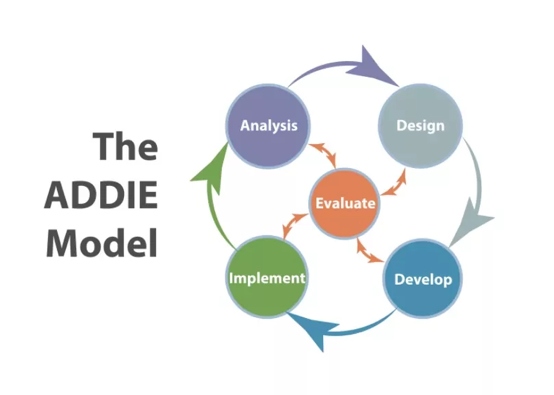 The
ADDIE
Model
Analysis
Design
Evaluate
Implement
Develop